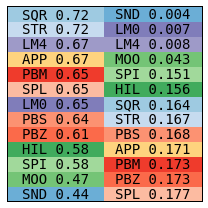 SQR 0.72 SND 0.004
STR 0.72 LM0 0.007
LM4 0.67 LM4 0.008
APP 0.67 MOO 0.043
PBM 0.65 SPI 0.151
SPL 0.65 HIL 0.156
LM0 0.65 SQR 0.164
PBS 0.64 STR 0.167
PBZ 0.61 PBS 0.168
HIL 0.58 APP 0.171
SPI 0.58 PBM 0.173
MOO 0.47 PBZ 0.173
SND 0.44 SPL 0.177